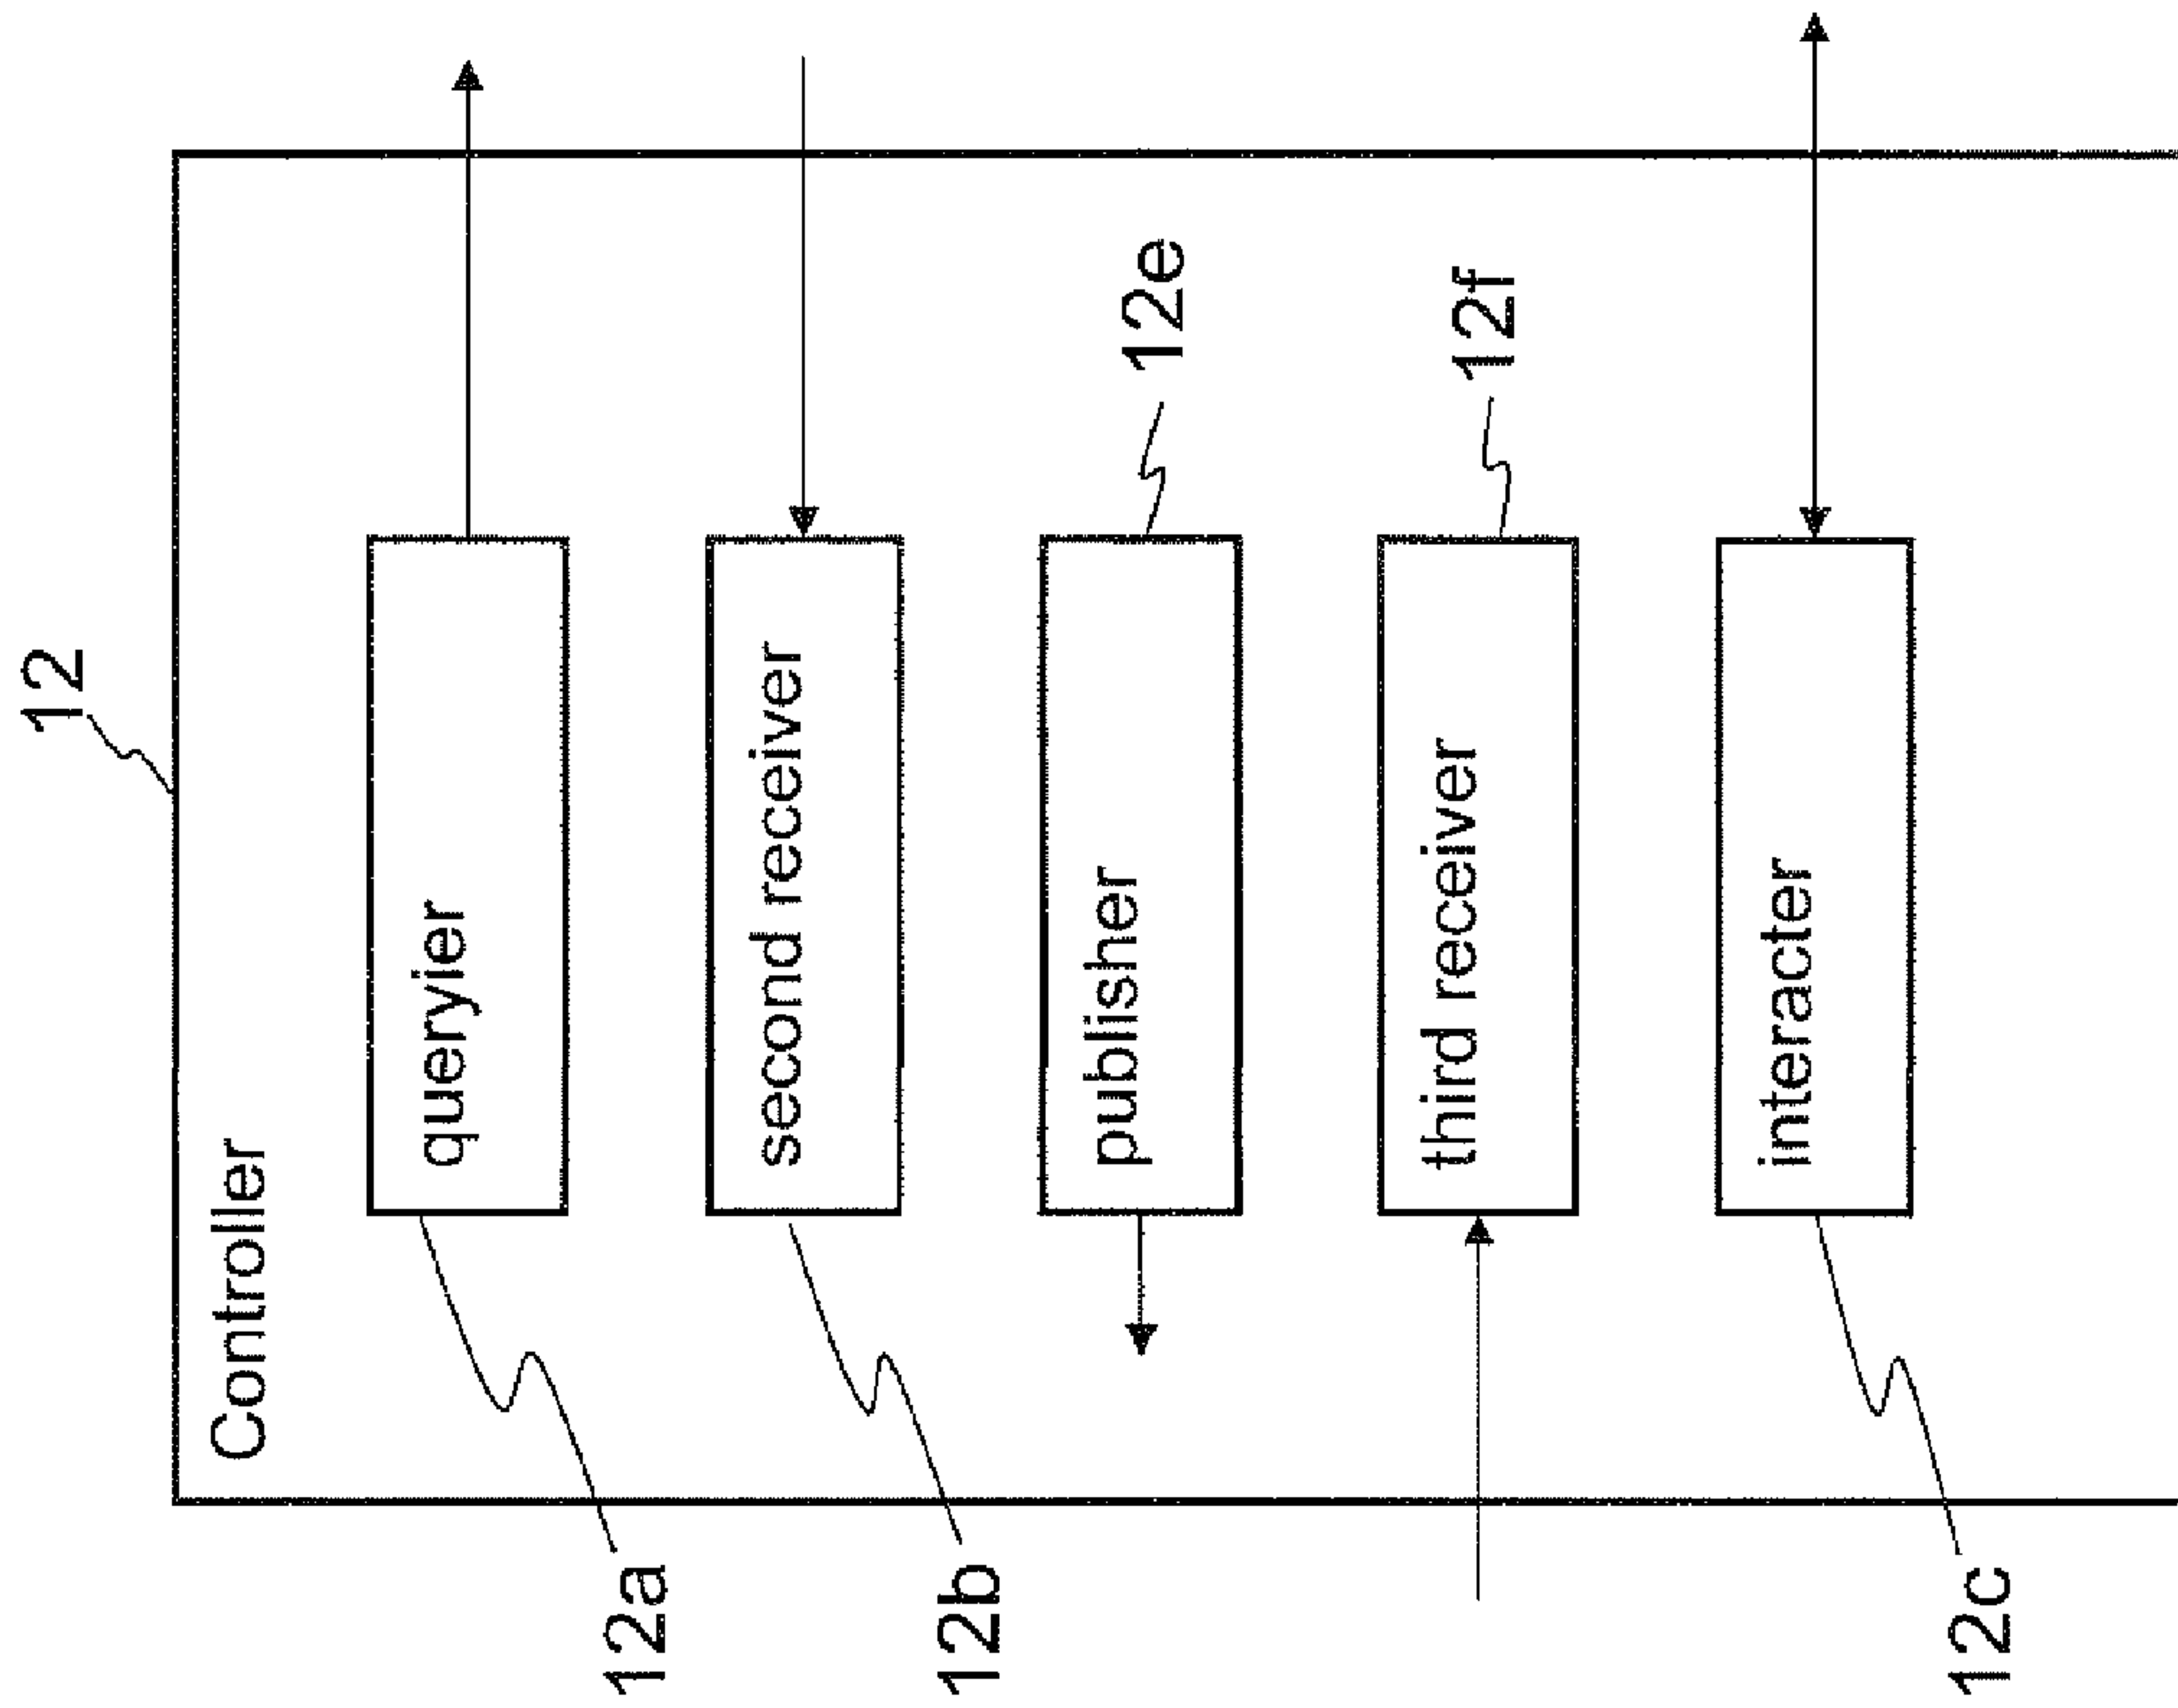 12
Controller
queryier
12a
second receiver
12b
publisher
12e
third receiver
12f
interacter
12c